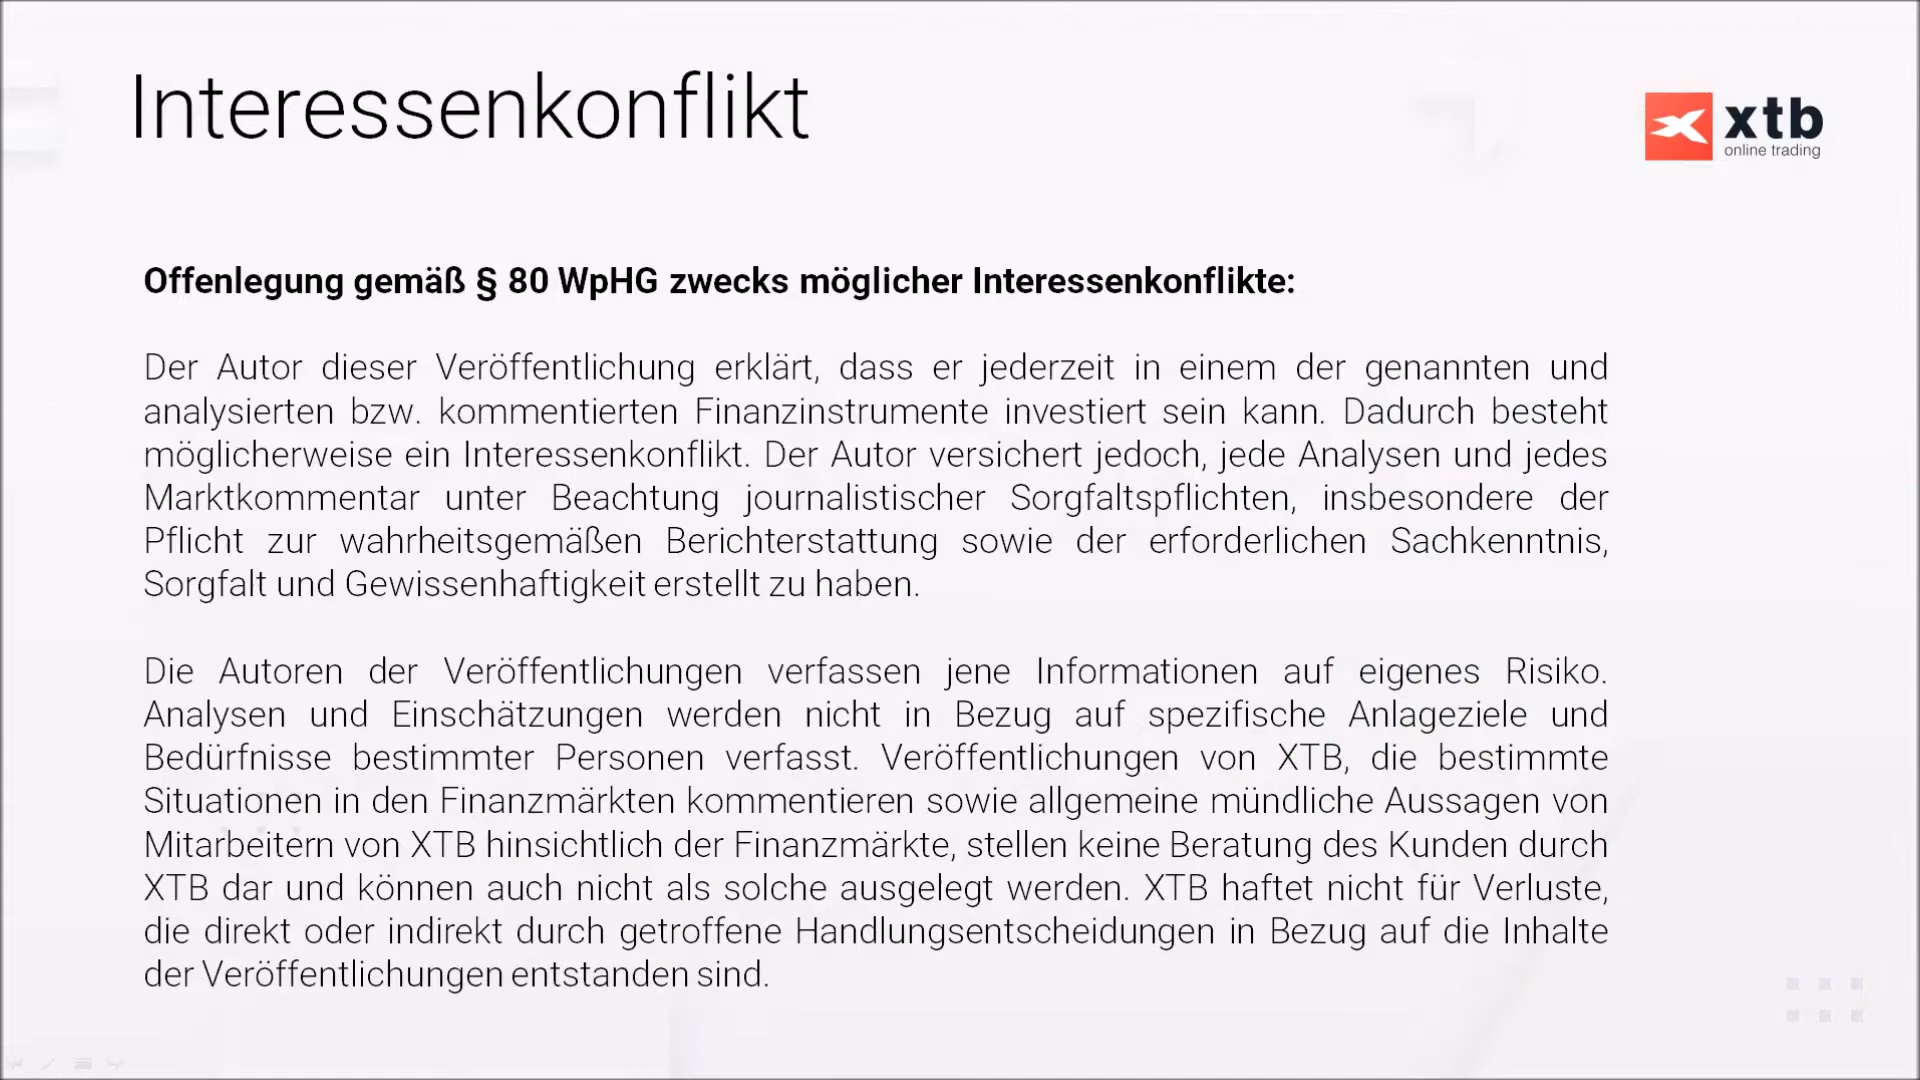 Interessenkonflikt
xtb
online trading
Offenlegung gemäß § 80 WpHG zwecks möglicher Interessenkonflikte:
Der Autor dieser Veröffentlichung erklärt, dass er jederzeit in einem der genannten und
analysierten bzw. kommentierten Finanzinstrumente investiert sein kann. Dadurch besteht
möglicherweise ein Interessenkonflikt. Der Autor versichert jedoch, jede Analysen und jedes
Marktkommentar unter Beachtung journalistischer Sorgfaltspflichten, insbesondere der
Pflicht zur wahrheitsgemäßen Berichterstattung sowie der erforderlichen Sachkenntnis,
Sorgfalt und Gewissenhaftigkeit erstellt zu haben.
Die Autoren der Veröffentlichungen verfassen jene Informationen auf eigenes Risiko.
Analysen und Einschätzungen werden nicht in Bezug auf spezifische Anlageziele und
Bedürfnisse bestimmter Personen verfasst. Veröffentlichungen von XTB, die bestimmte
Situationen in den Finanzmärkten kommentieren sowie allgemeine mündliche Aussagen von
Mitarbeitern von XTB hinsichtlich der Finanzmärkte, stellen keine Beratung des Kunden durch
XTB dar und können auch nicht als solche ausgelegt werden. XTB haftet nicht für Verluste,
die direkt oder indirekt durch getroffene Handlungsentscheidungen in Bezug auf die Inhalte
der Veröffentlichungen entstanden sind.